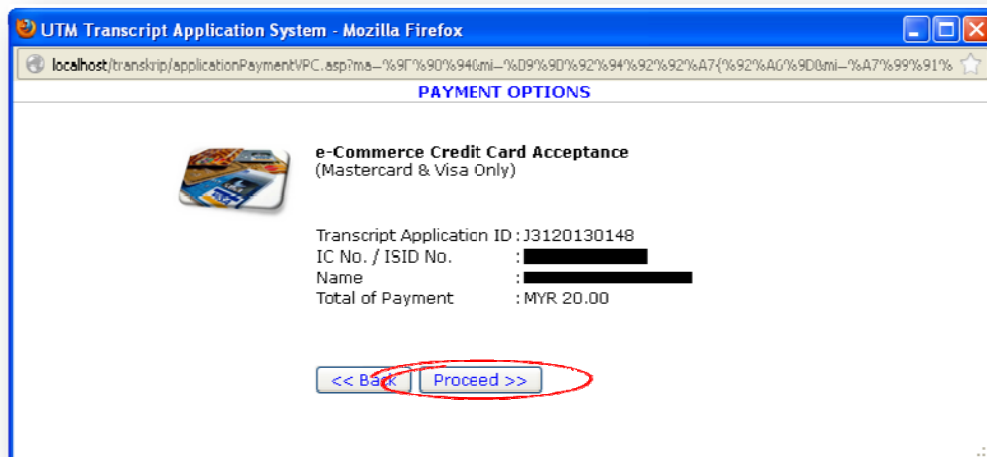 UTM Transcript Application System - Mozilla Firefox
PAYMENT OPTIONS
e-Commerce Credit Card Acceptance
(Mastercard & Visa Only)
Transcript Application ID : J3120130148
IC No. / ISID No. :
Name :
Total of Payment : MYR 20.00
<< Back Proceed >>